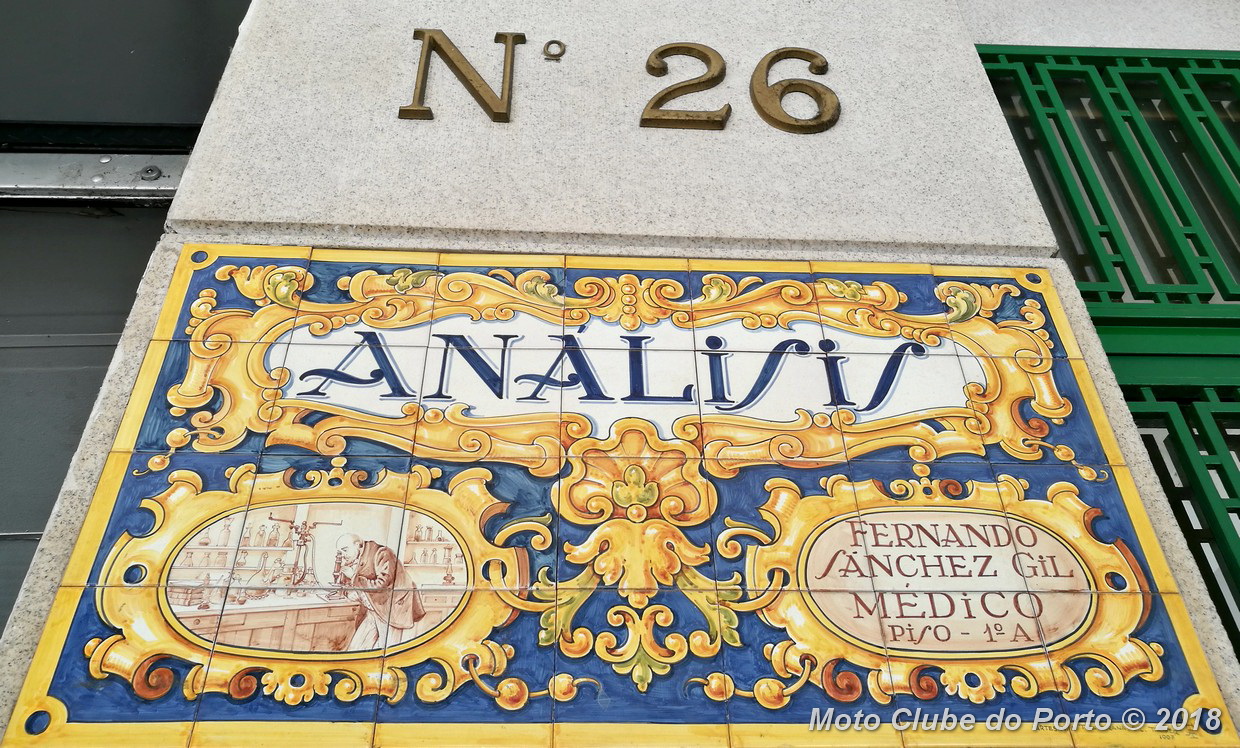 Nº 26
ANÁLISIS
FERNANDO
SÁNCHEZ GIL
MÉDICO
PISO - 1º A
Moto Clube do Porto © 2018